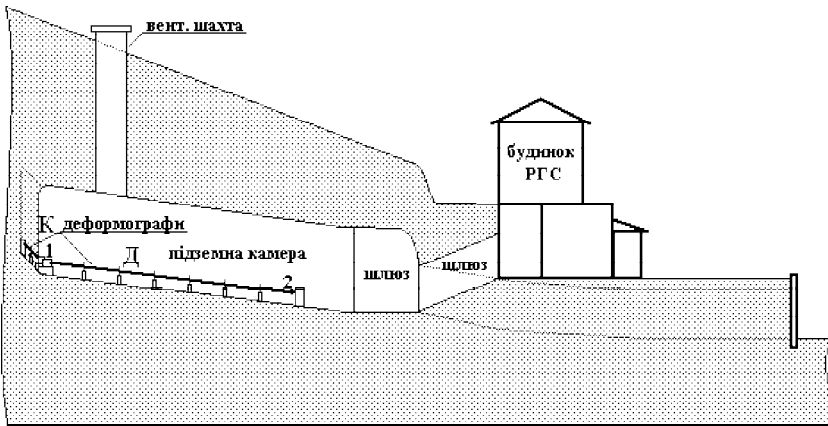 вент. шахта
будинок
РГС
К деформографи
1 Д підземна камера
2 шлюз шлюз